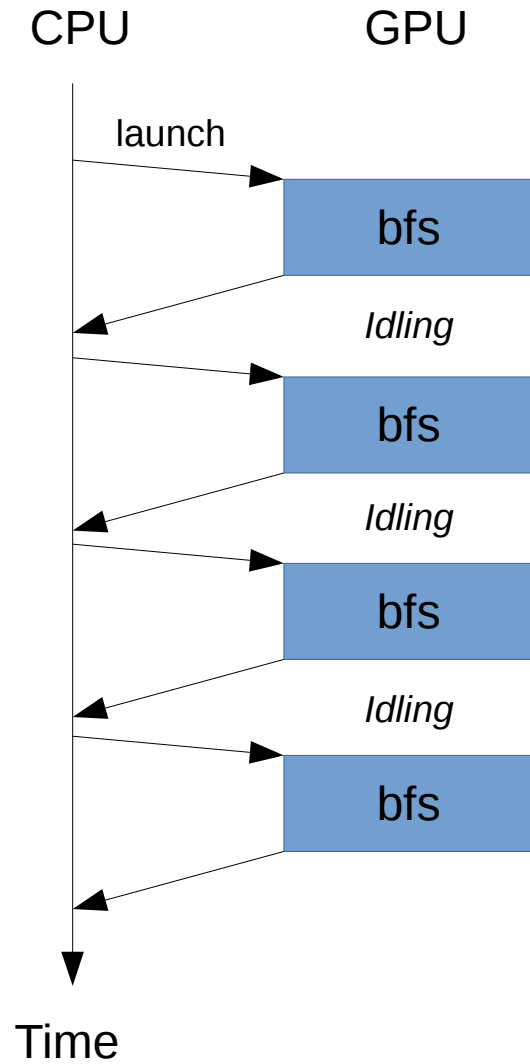 CPU
GPU
launch
bfs
Idling
bfs
Idling
bfs
Idling
bfs
Time